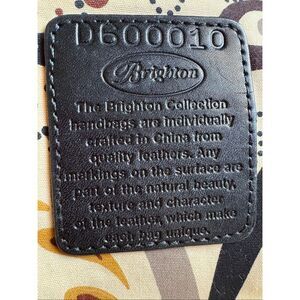 D600010
Brighton
The Brighton Collection
handbags are individually
crafted in China from
quality leathers. Any
markings on the surface are
part of the natural beauty,
texture and character
of the leather, which make
each bag unique.